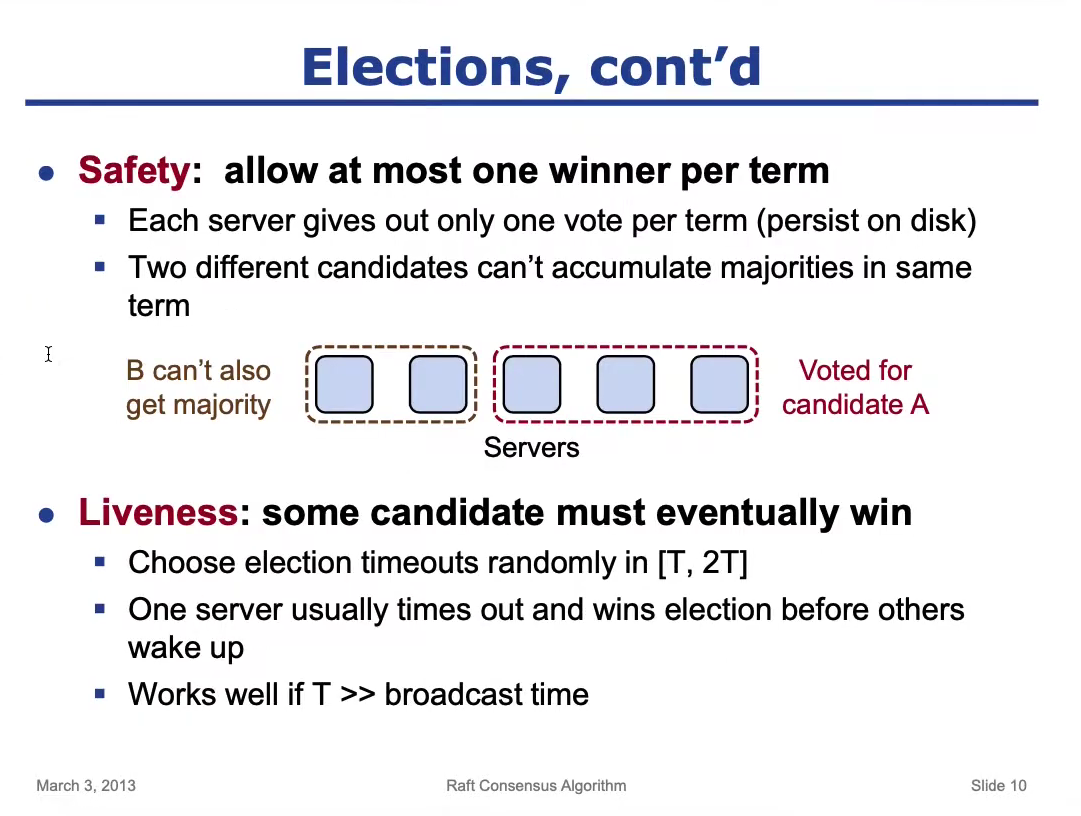 Elections, cont’d
● Safety: allow at most one winner per term
▪ Each server gives out only one vote per term (persist on disk)
▪ Two different candidates can’t accumulate majorities in same
term
B can’t also
get majority
Voted for
candidate A
Servers
● Liveness: some candidate must eventually win
▪ Choose election timeouts randomly in [T, 2T]
▪ One server usually times out and wins election before others
wake up
▪ Works well if T >> broadcast time
March 3, 2013
Raft Consensus Algorithm
Slide 10